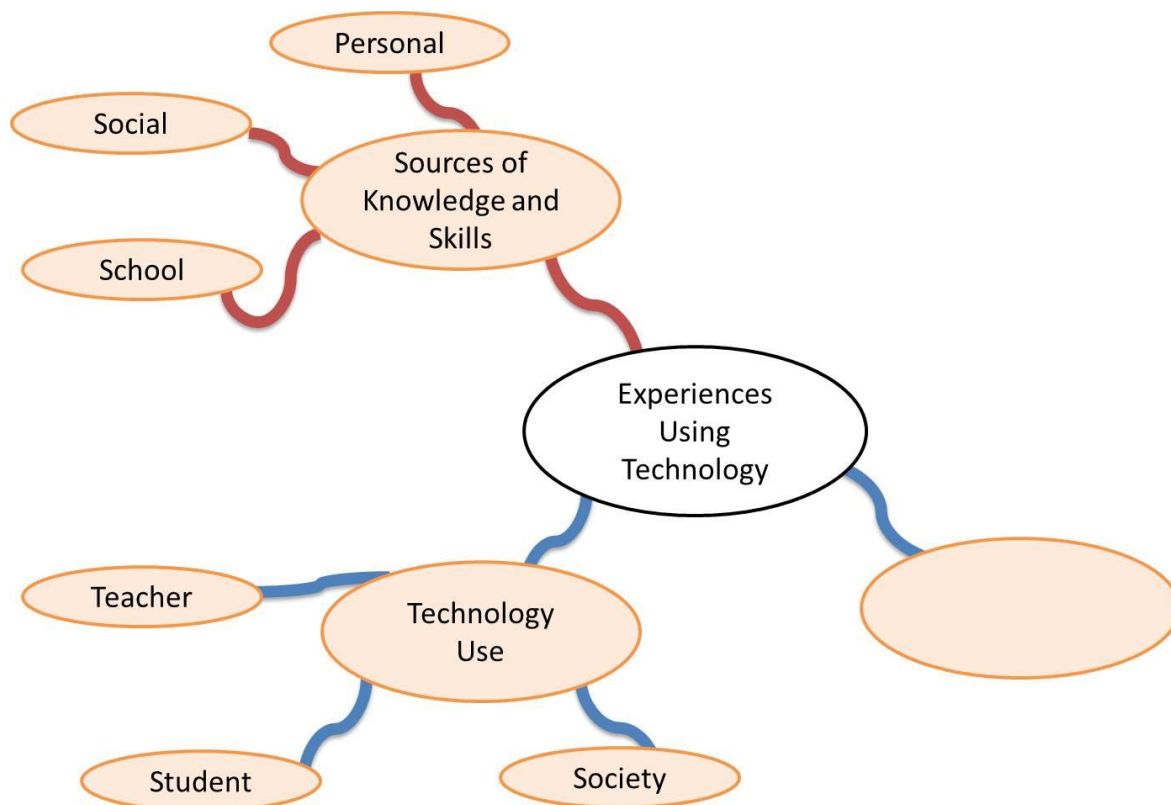 Personal
Social
Sources of
Knowledge and
Skills
School
Experiences
Using
Technology
Teacher
Technology
Use
Student
Society